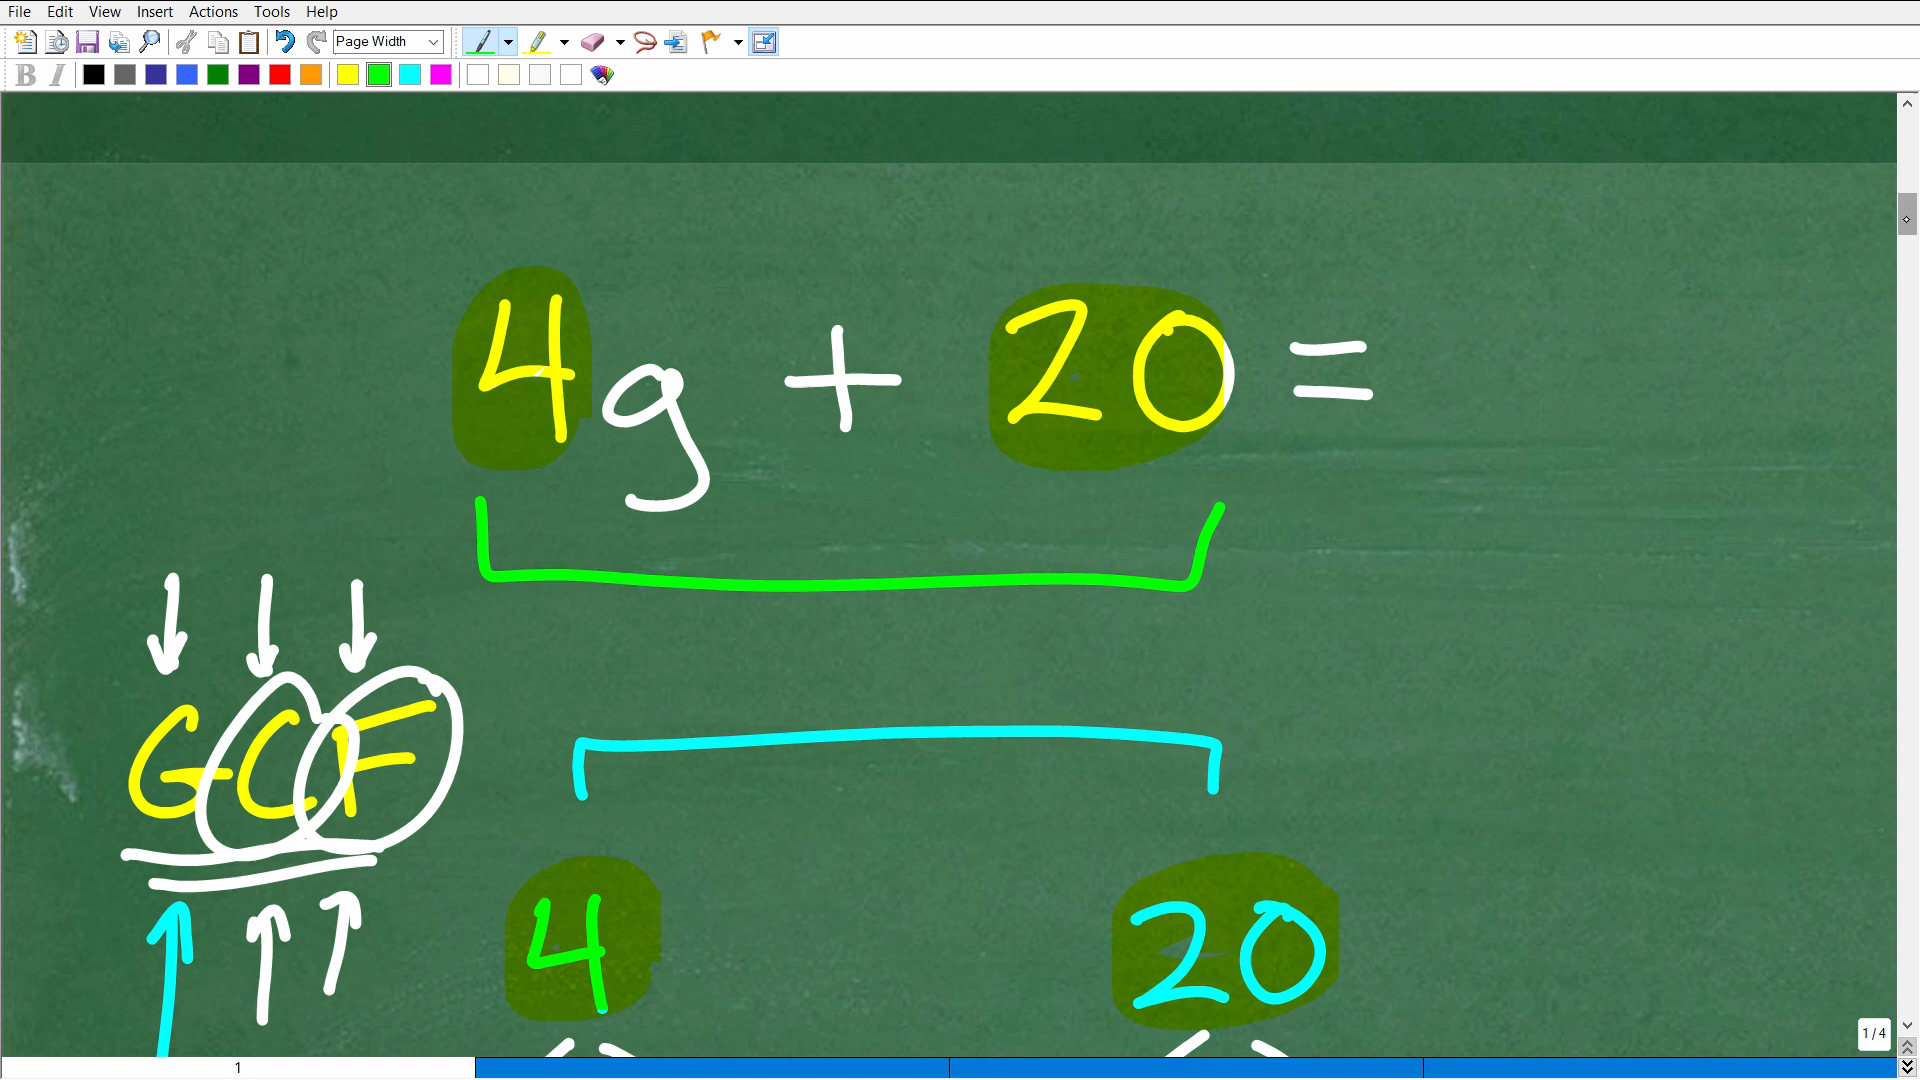 File Edit View Insert Actions Tools Help
Page Width
B I
4g + 20 =
GCF
4 20
1 / 4
1